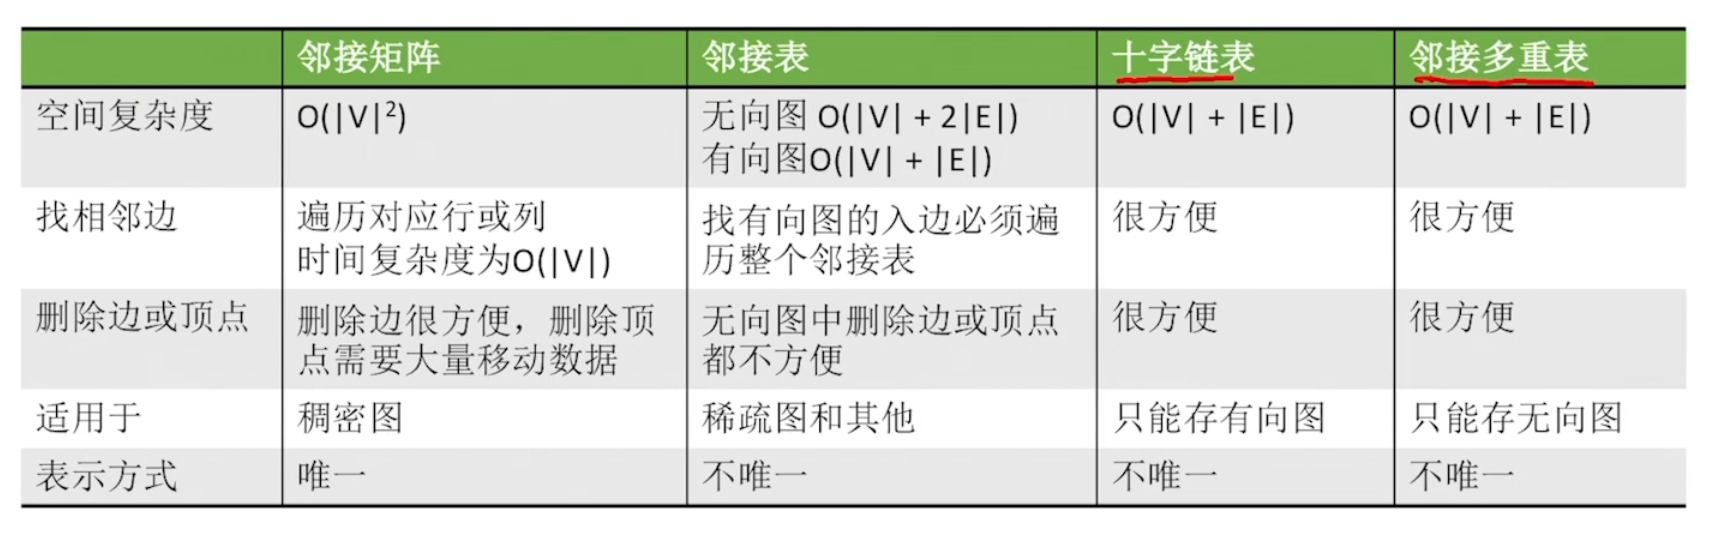 邻接矩阵 邻接表 十字链表 邻接多重表
空间复杂度 O(|V|²) 无向图 O(|V| + 2|E|) O(|V| + |E|) O(|V| + |E|)
有向图O(|V| + |E|)
找相邻边 遍历对应行或列 找有向图的入边必须遍 很方便 很方便
时间复杂度为O(|V|) 历整个邻接表
删除边或顶点 删除边很方便，删除顶 无向图中删除边或顶点 很方便 很方便
点需要大量移动数据 都不方便
适用于 稠密图 稀疏图和其他 只能存有向图 只能存无向图
表示方式 唯一 不唯一 不唯一 不唯一